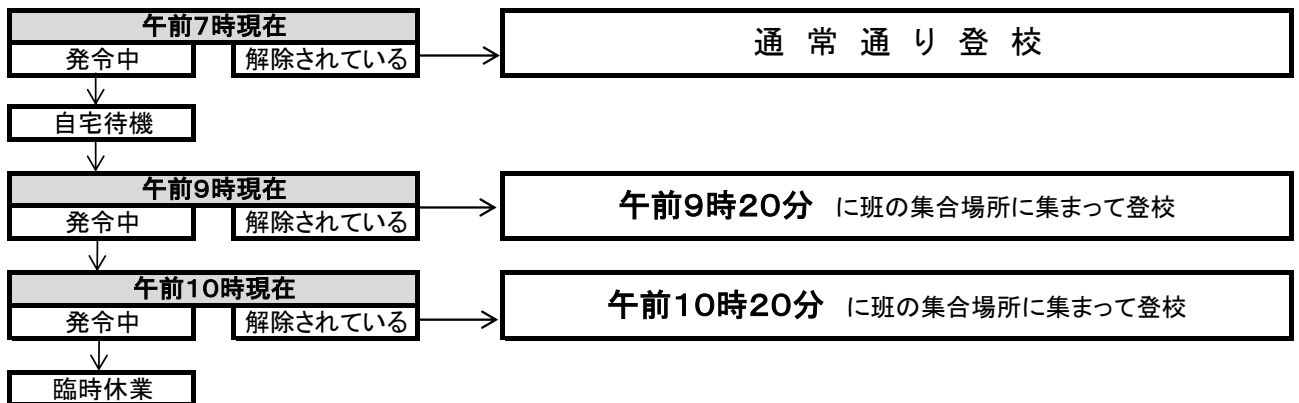 午前7時現在
発令中 解除されている
通常通り登校
自宅待機
午前9時現在
発令中 解除されている
午前9時20分 に班の集合場所に集まって登校
午前10時現在
発令中 解除されている
午前10時20分 に班の集合場所に集まって登校
臨時休業